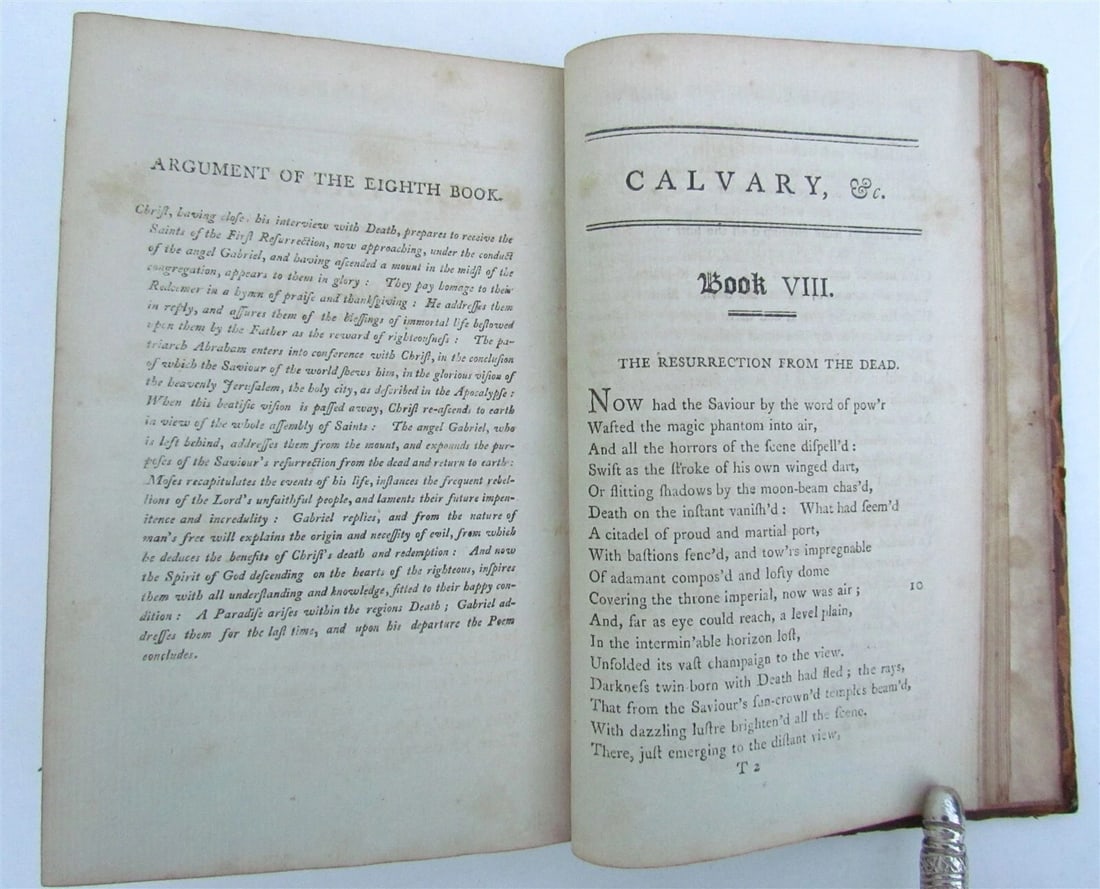 ARGUMENT OF THE EIGHTH BOOK.
Chriſt, having cloſe his interview with Death, prepares to receive the
Saints of the Firſt Reſurrection, now approaching, under the conduct
of the angel Gabriel, and having aſcended a mount in the midſt of the
congregation, appears to them in glory : They pay homage to their
Redeemer in a hymn of praiſe and thankſgiving : He addreſſes them
in reply, and aſſures them of the bleſſings of immortal life beſtowed
upon them by the Father as the reward of righteouſneſs : The pa-
triarch Abraham enters into conference with Chriſt, in the concluſion
of which the Saviour of the world ſhews him, in the glorious viſion of
the heavenly Jeruſalem, the holy city, as deſcribed in the Apocalypſe :
When this beatific viſion is paſſed away, Chriſt re-aſcends to earth
in view of the whole aſſembly of Saints : The angel Gabriel, who
is left behind, addreſſes them from the mount, and expounds the pur-
poſes of the Saviour's reſurrection from the dead and return to earth :
Moſes recapitulates the events of his life, inſtances the frequent rebel-
lions of the Lord's unfaithful people, and laments their future impen-
itence and incredulity : Gabriel replies, and from the nature of
man's free will explains the origin and neceſſity of evil, from which
he deduces the benefits of Chriſt's death and redemption : And now
the Spirit of God deſcending on the hearts of the righteous, inſpires
them with all underſtanding and knowledge, fitted to their happy con-
dition : A Paradiſe ariſes within the regions Death ; Gabriel ad-
dreſſes them for the laſt time, and upon his departure the Poem
concludes.
CALVARY, &c.
Book VIII.
THE RESURRECTION FROM THE DEAD.
NOW had the Saviour by the word of pow'r
Waſted the magic phantom into air,
And all the horrors of the ſcene diſpell'd :
Swift as the ſtroke of his own winged dart,
Or flitting ſhadows by the moon-beam chas'd,
Death on the inſtant vaniſh'd : What had ſeem'd
A citadel of proud and martial port,
With baſtions fenc'd, and tow'rs impregnable
Of adamant compos'd and lofty dome
Covering the throne imperial, now was air ; 10
And, far as eye could reach, a level plain,
In the intermin'able horizon loſt,
Unfolded its vaſt champaign to the view.
Darkneſs twin-born with Death had fled ; the rays,
That from the Saviour's ſun-crown'd temples beam'd,
With dazzling luſtre brighten'd all the ſcene.
There, juſt emerging to the diſtant view,
T 2